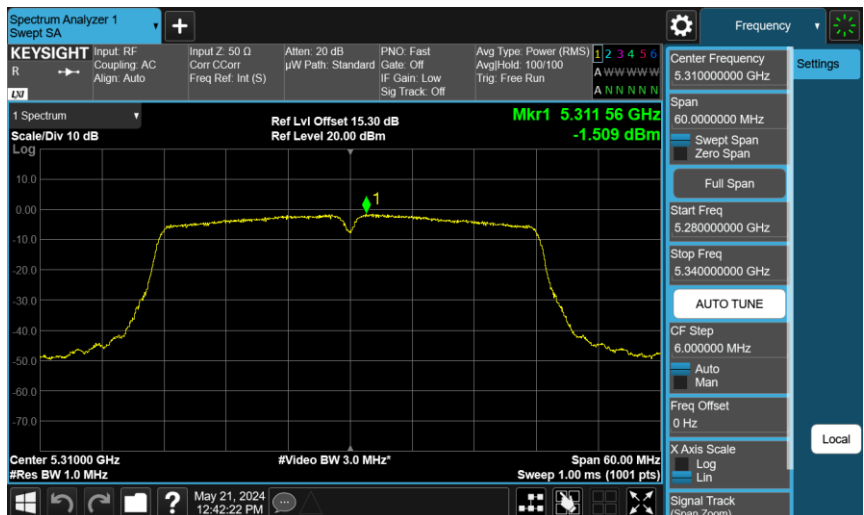 Spectrum Analyzer 1
Swept SA
+
Frequency
KEYSIGHT
R
LXI
Input: RF
Coupling: AC
Align: Auto
Input Z: 50 Ω
Corr CCorr
Freq Ref: Int (S)
Atten: 20 dB
µW Path: Standard
PNO: Fast
Gate: Off
IF Gain: Low
Sig Track: Off
Avg Type: Power (RMS)
Avg|Hold: 100/100
Trig: Free Run
1 2 3 4 5 6
A W W W W W
A N N N N N
1 Spectrum
Scale/Div 10 dB
Log
Ref Lvl Offset 15.30 dB
Ref Level 20.00 dBm
Mkr1 5.311 56 GHz
-1.509 dBm
10.0
0.00
-10.0
-20.0
-30.0
-40.0
-50.0
-60.0
-70.0
1
Center 5.31000 GHz
#Res BW 1.0 MHz
#Video BW 3.0 MHz*
Span 60.00 MHz
Sweep 1.00 ms (1001 pts)
?
May 21, 2024
12:42:22 PM
Center Frequency
5.310000000 GHz
Span
60.0000000 MHz
Swept Span
Zero Span
Full Span
Start Freq
5.280000000 GHz
Stop Freq
5.340000000 GHz
AUTO TUNE
CF Step
6.000000 MHz
Auto
Man
Freq Offset
0 Hz
X Axis Scale
Log
Lin
Signal Track
(Span Zoom)
Settings
Local